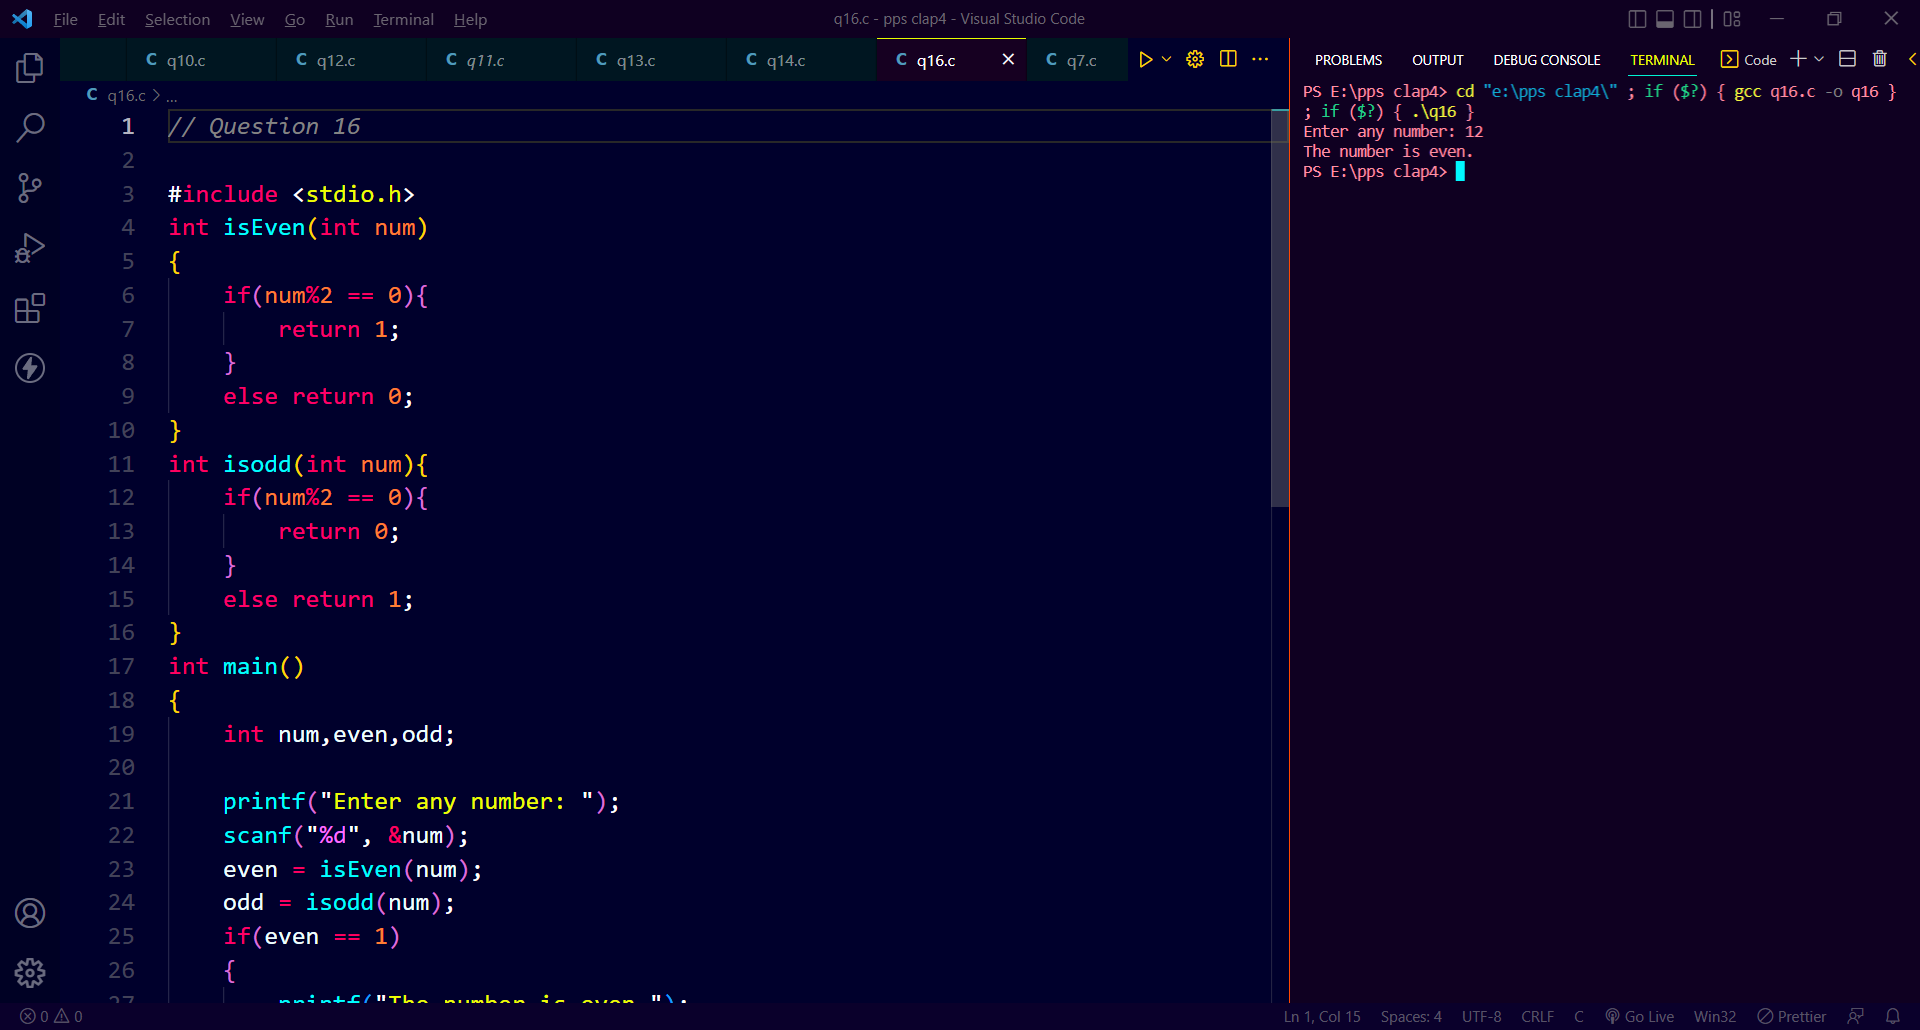 File Edit Selection View Go Run Terminal Help
q16.c - pps clap4 - Visual Studio Code
C q10.c C q12.c C q11.c C q13.c C q14.c C q16.c C q7.c
C q16.c > ...
1 // Question 16
2
3 #include <stdio.h>
4 int isEven(int num)
5 {
6     if(num%2 == 0){
7         return 1;
8     }
9     else return 0;
10 }
11 int isodd(int num){
12     if(num%2 == 0){
13         return 0;
14     }
15     else return 1;
16 }
17 int main()
18 {
19     int num,even,odd;
20
21     printf("Enter any number: ");
22     scanf("%d", &num);
23     even = isEven(num);
24     odd = isodd(num);
25     if(even == 1)
26     {
27         printf("The number is even.");
PROBLEMS OUTPUT DEBUG CONSOLE TERMINAL Code
PS E:\pps clap4> cd "e:\pps clap4\" ; if ($?) { gcc q16.c -o q16 }
; if ($?) { .\q16 }
Enter any number: 12
The number is even.
PS E:\pps clap4>
0 0 Ln 1, Col 15 Spaces: 4 UTF-8 CRLF C Go Live Win32 Prettier